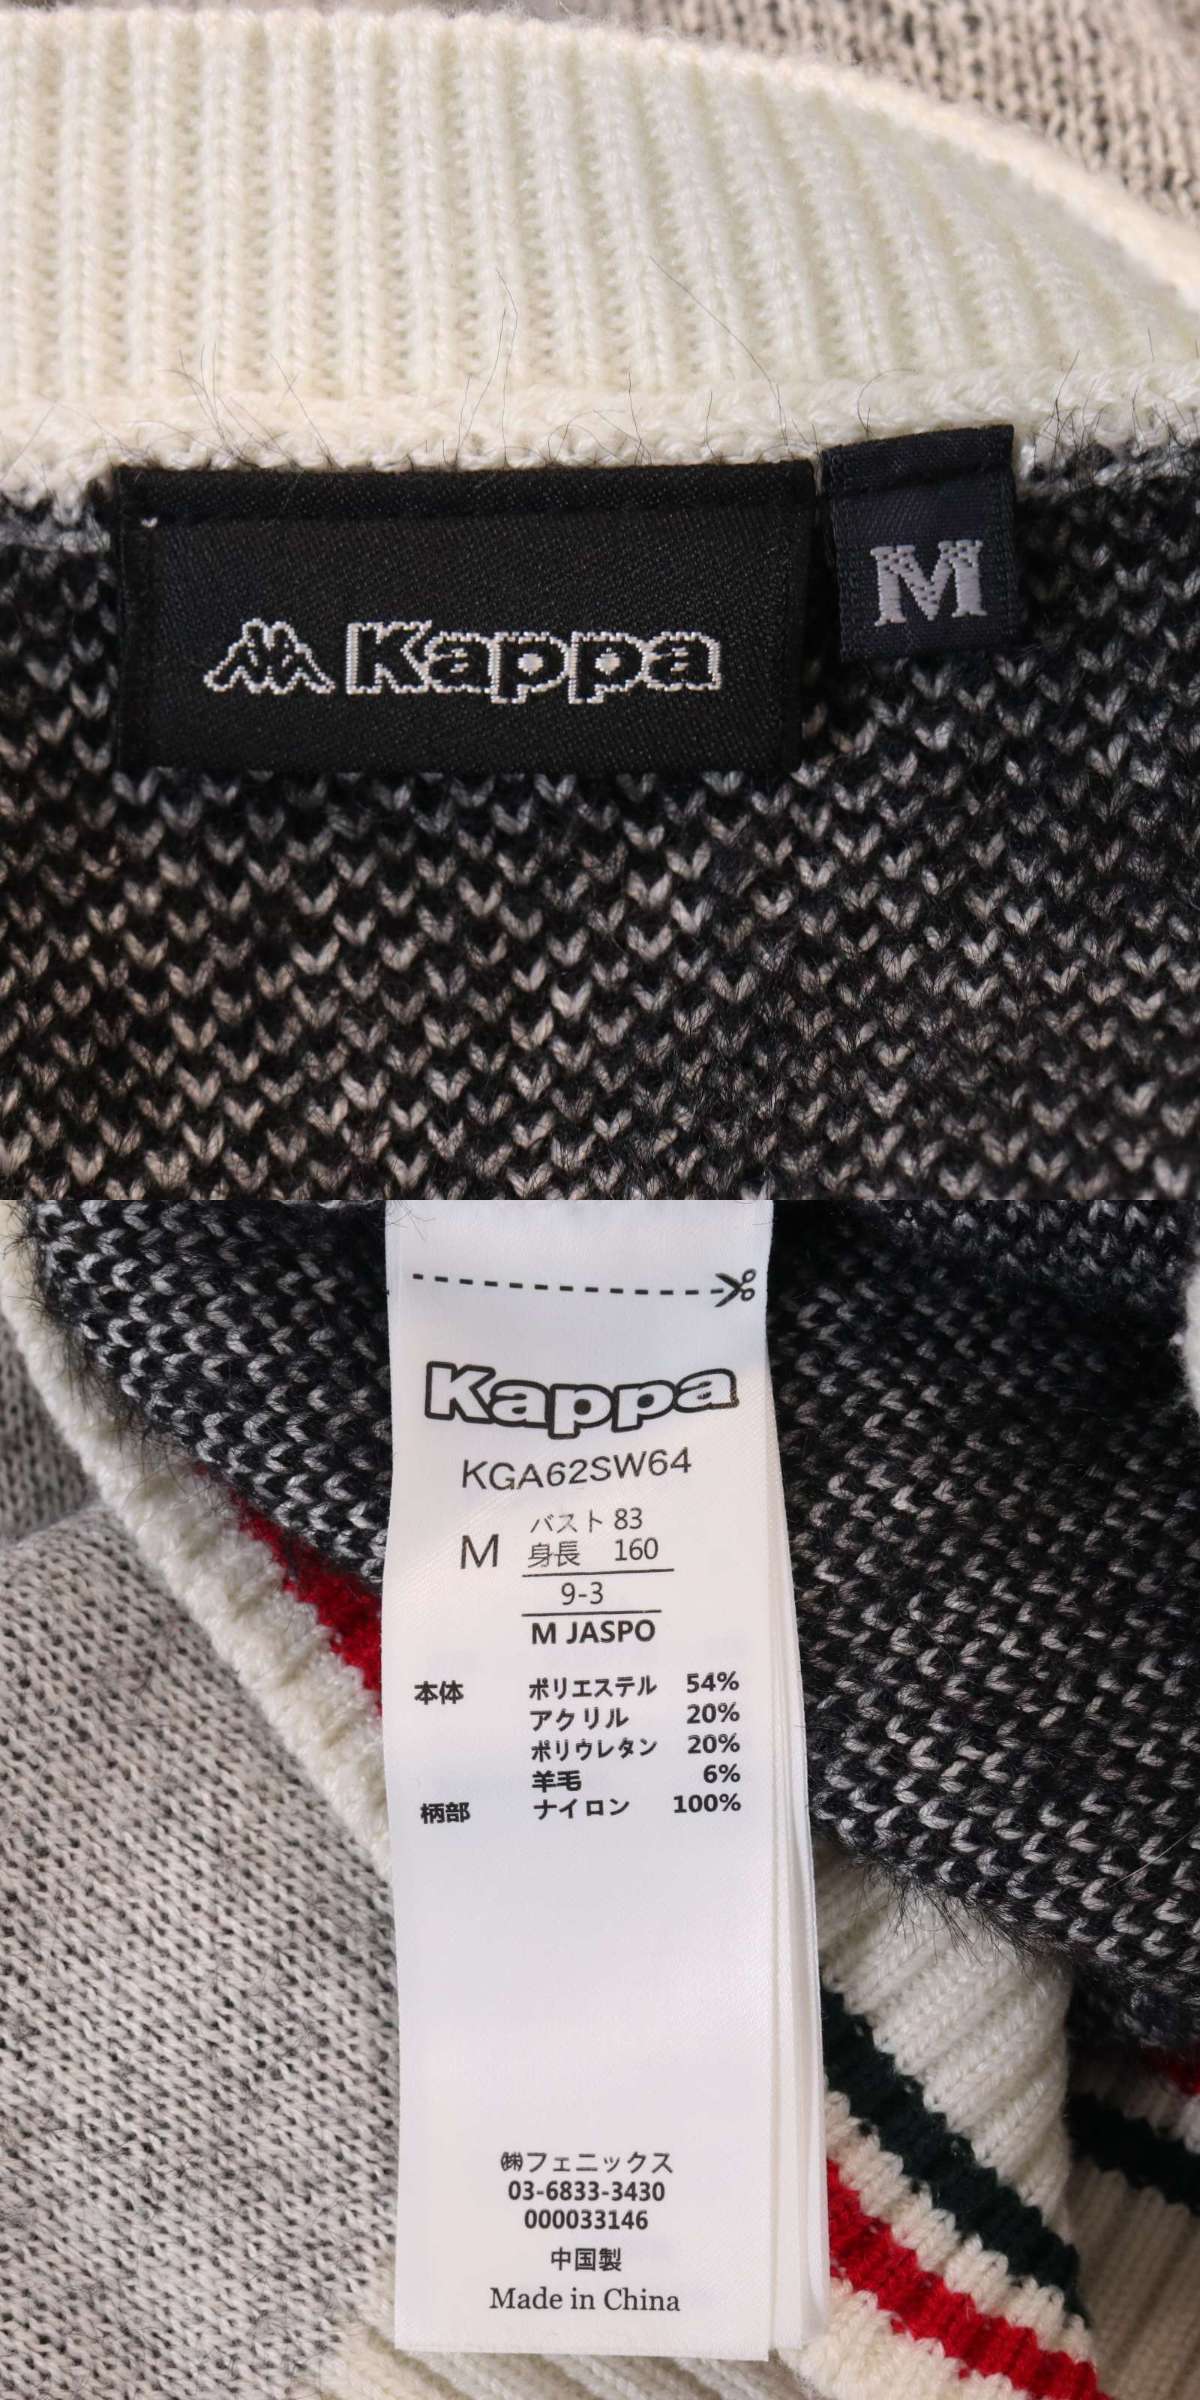 Kappa
M
Kappa
KGA62SW64
M バスト 83
身長 160
9-3
M JASPO
本体 ポリエステル 54%
アクリル 20%
ポリウレタン 20%
羊毛 6%
柄部 ナイロン 100%
㈱フェニックス
03-6833-3430
000033146
中国製
Made in China